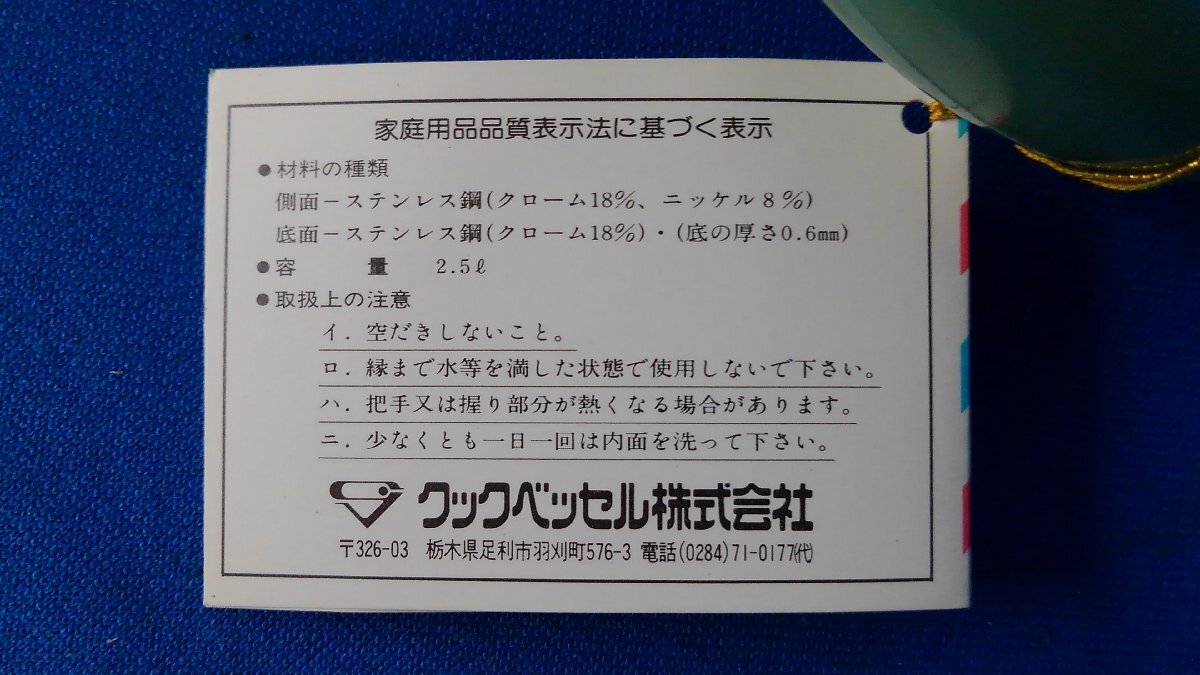 家庭用品品質表示法に基づく表示
●材料の種類
側面－ステンレス鋼(クローム18%、ニッケル8%)
底面－ステンレス鋼(クローム18%)・(底の厚さ0.6mm)
●容 量 2.5ℓ
●取扱上の注意
イ．空だきしないこと。
ロ．縁まで水等を満した状態で使用しないで下さい。
ハ．把手又は握り部分が熱くなる場合があります。
ニ．少なくとも一日一回は内面を洗って下さい。
クックベッセル株式会社
〒326-03 栃木県足利市羽刈町576-3 電話(0284)71-0177㈹